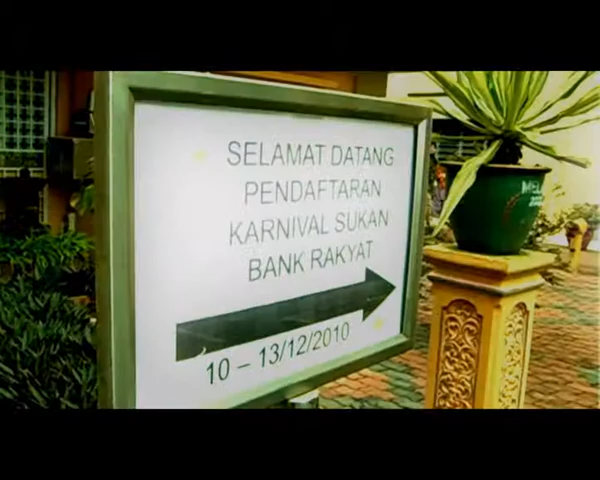 SELAMAT DATANG
PENDAFTARAN
KARNIVAL SUKAN
BANK RAKYAT
10 – 13/12/2010